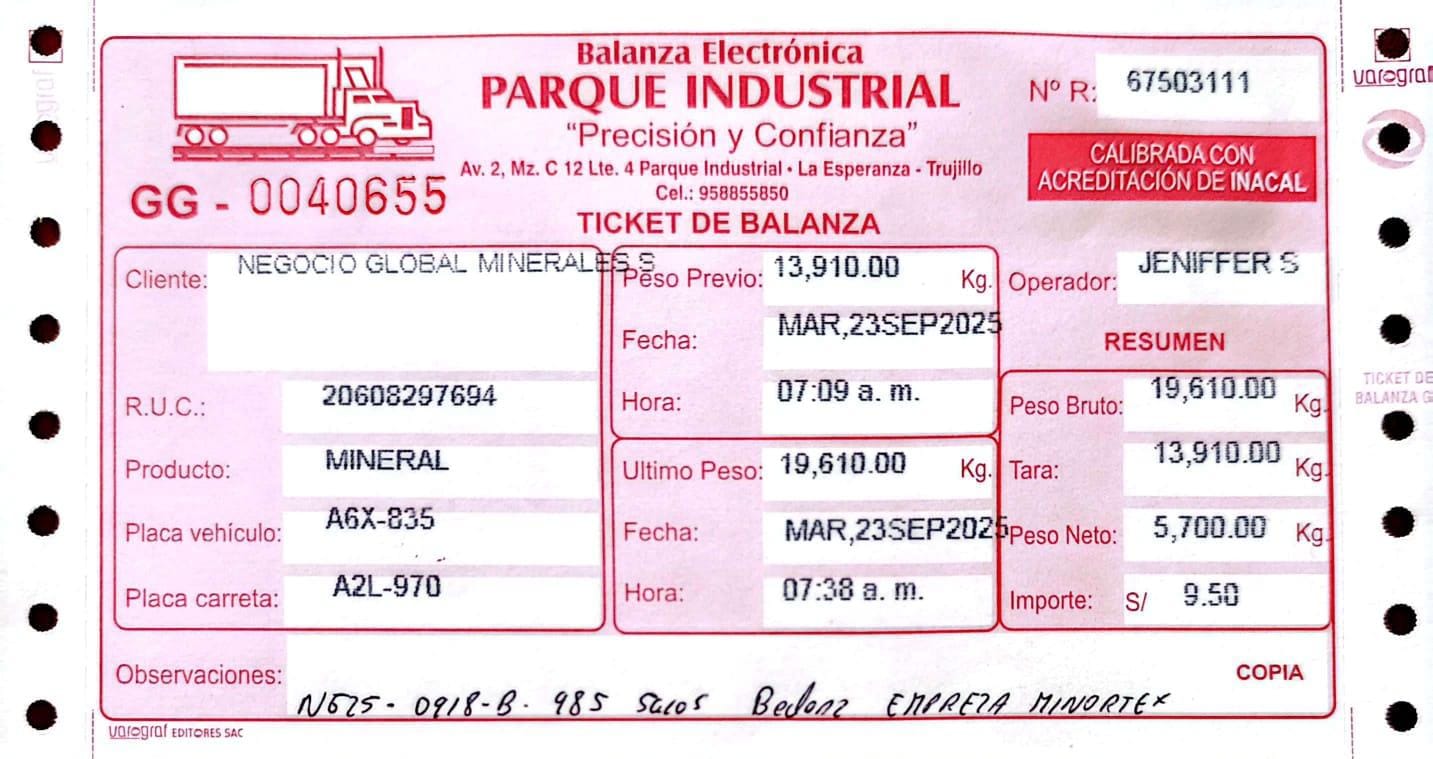 Balanza Electrónica
PARQUE INDUSTRIAL
"Precisión y Confianza"
Av. 2, Mz. C 12 Lte. 4 Parque Industrial • La Esperanza - Trujillo
Cel.: 958855850
Nº R: 67503111
CALIBRADA CON
ACREDITACIÓN DE INACAL
GG - 0040655
TICKET DE BALANZA
Cliente: NEGOCIO GLOBAL MINERALES S
R.U.C.: 20608297694
Producto: MINERAL
Placa vehículo: A6X-835
Placa carreta: A2L-970
Peso Previo: 13,910.00 Kg.
Fecha: MAR,23SEP2025
Hora: 07:09 a. m.
Ultimo Peso: 19,610.00 Kg.
Fecha: MAR,23SEP2025
Hora: 07:38 a. m.
Operador: JENIFFER S
RESUMEN
Peso Bruto: 19,610.00 Kg.
Tara: 13,910.00 Kg.
Peso Neto: 5,700.00 Kg.
Importe: S/ 9.50
Observaciones: 0918-B. 985 Sacos EMPREZA MINORTEX
COPIA
varograf EDITORES SAC
varograf
TICKET DE
BALANZA G